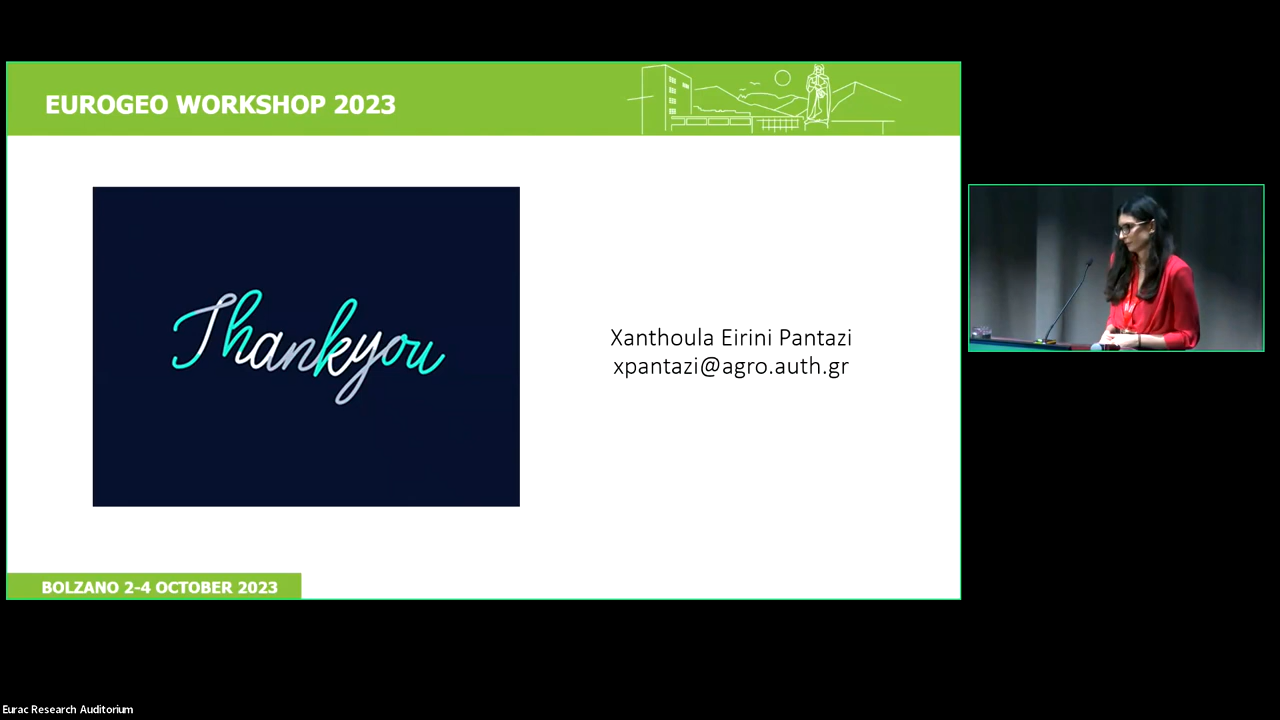 EUROGEO WORKSHOP 2023
Thankyou
Xanthoula Eirini Pantazi
xpantazi@agro.auth.gr
BOLZANO 2-4 OCTOBER 2023
Eurac Research Auditorium